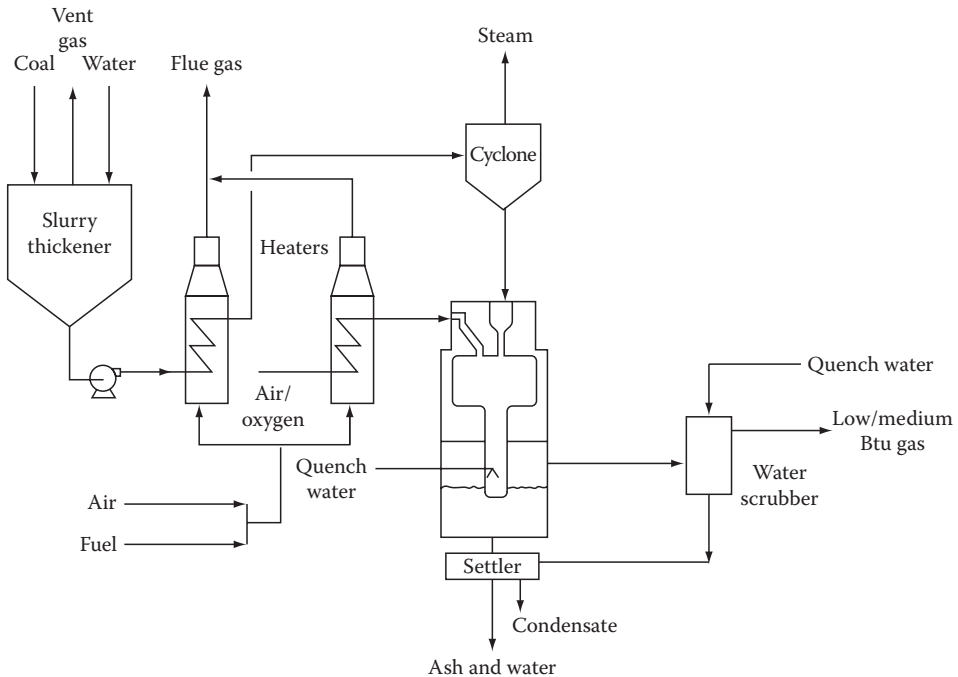 Vent
gas
Coal
Water
Flue gas
Steam
Cyclone
Slurry
thickener
Heaters
Air/
oxygen
Quench water
Low/medium
Btu gas
Quench
water
Water
scrubber
Air
Fuel
Settler
Condensate
Ash and water